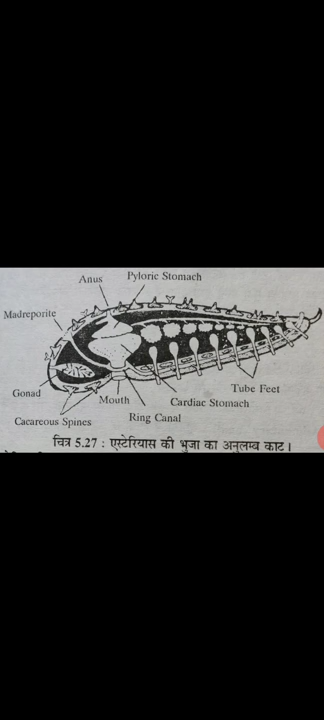 Anus
Pyloric Stomach
Madreporite
Gonad
Mouth
Tube Feet
Cardiac Stomach
Cacareous Spines
Ring Canal
चित्र 5.27 : एस्टेरियास की भुजा का अनुलम्ब काट।